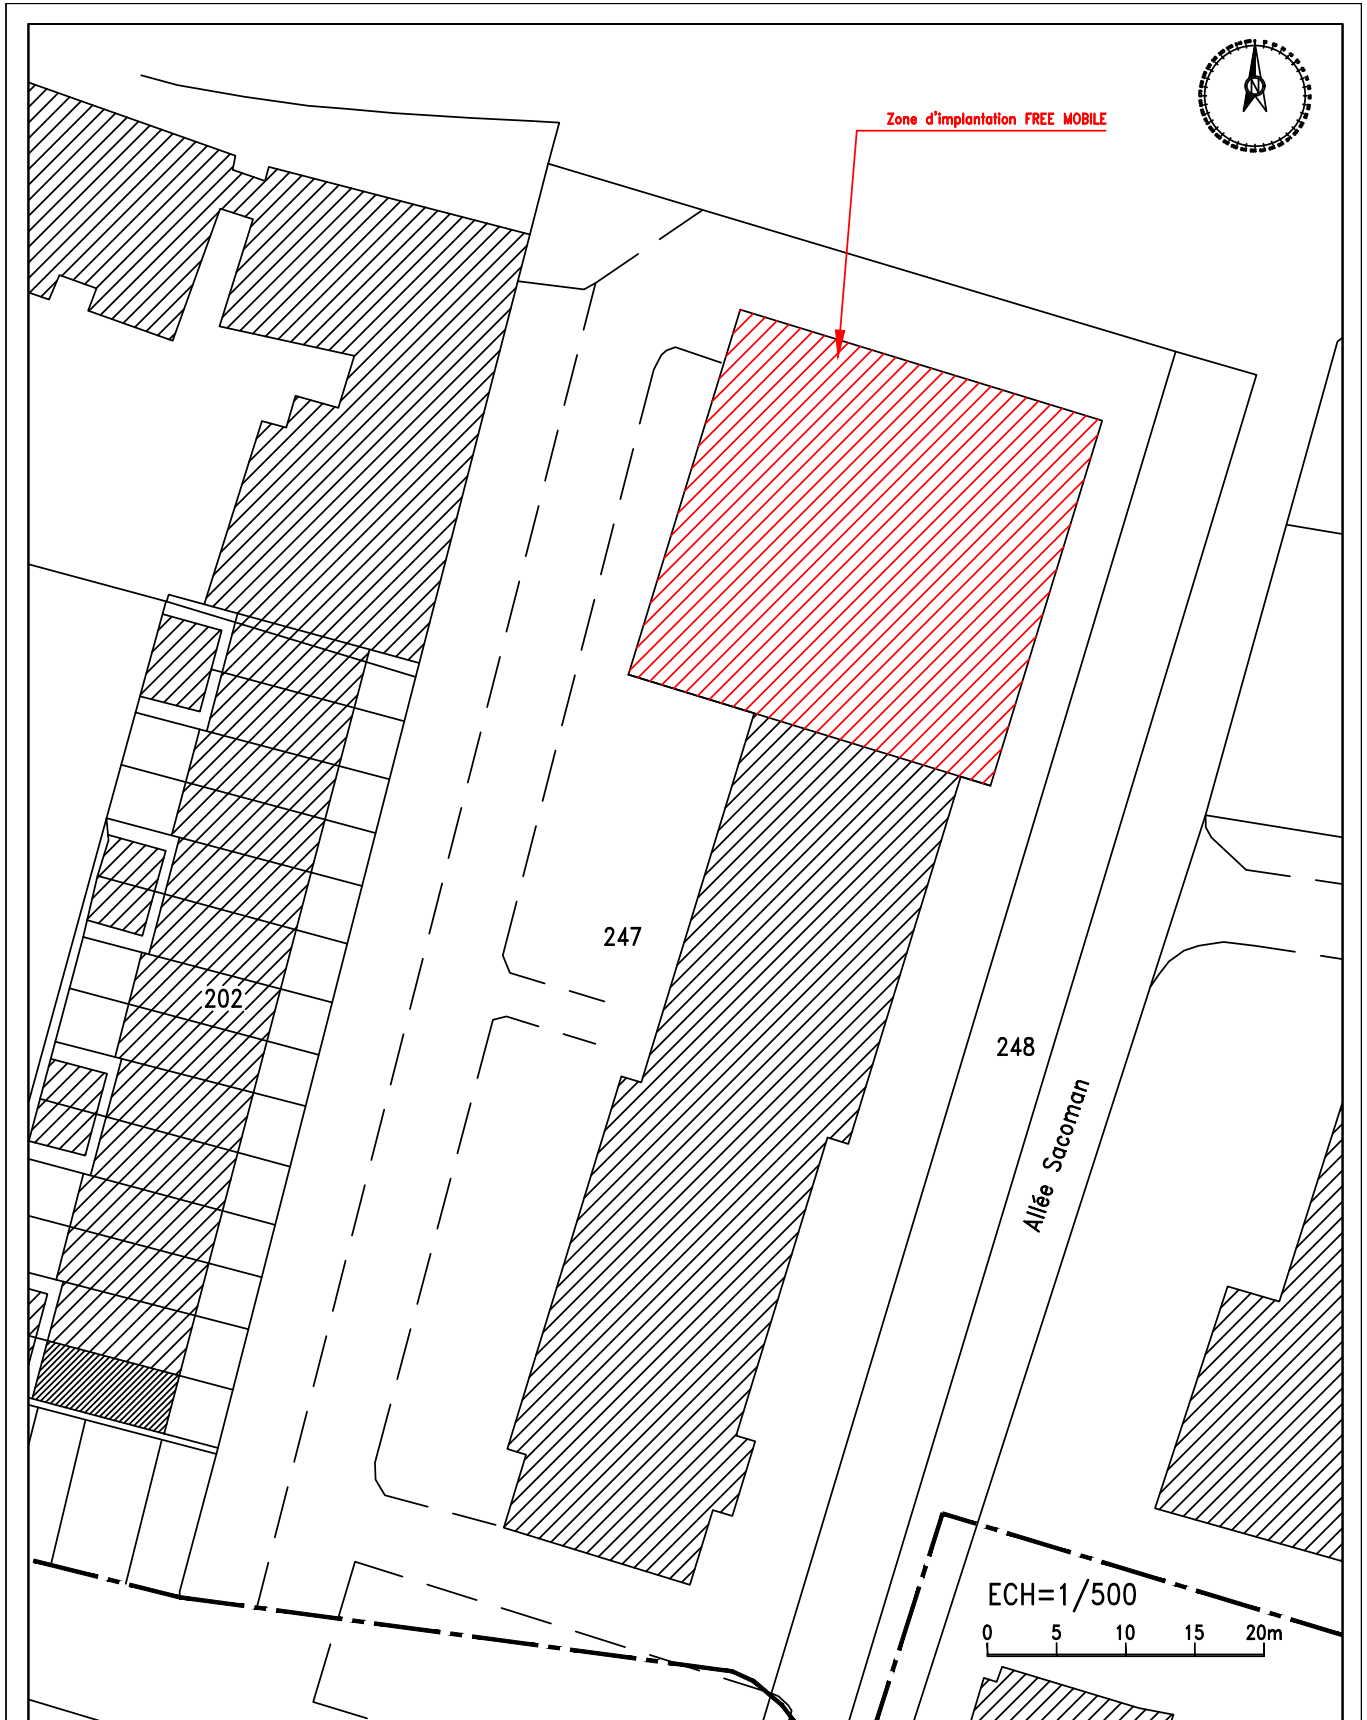 N
Zone d'implantation FREE MOBILE
247
202
248
Allée Sacoman
ECH=1/500
0 5 10 15 20m